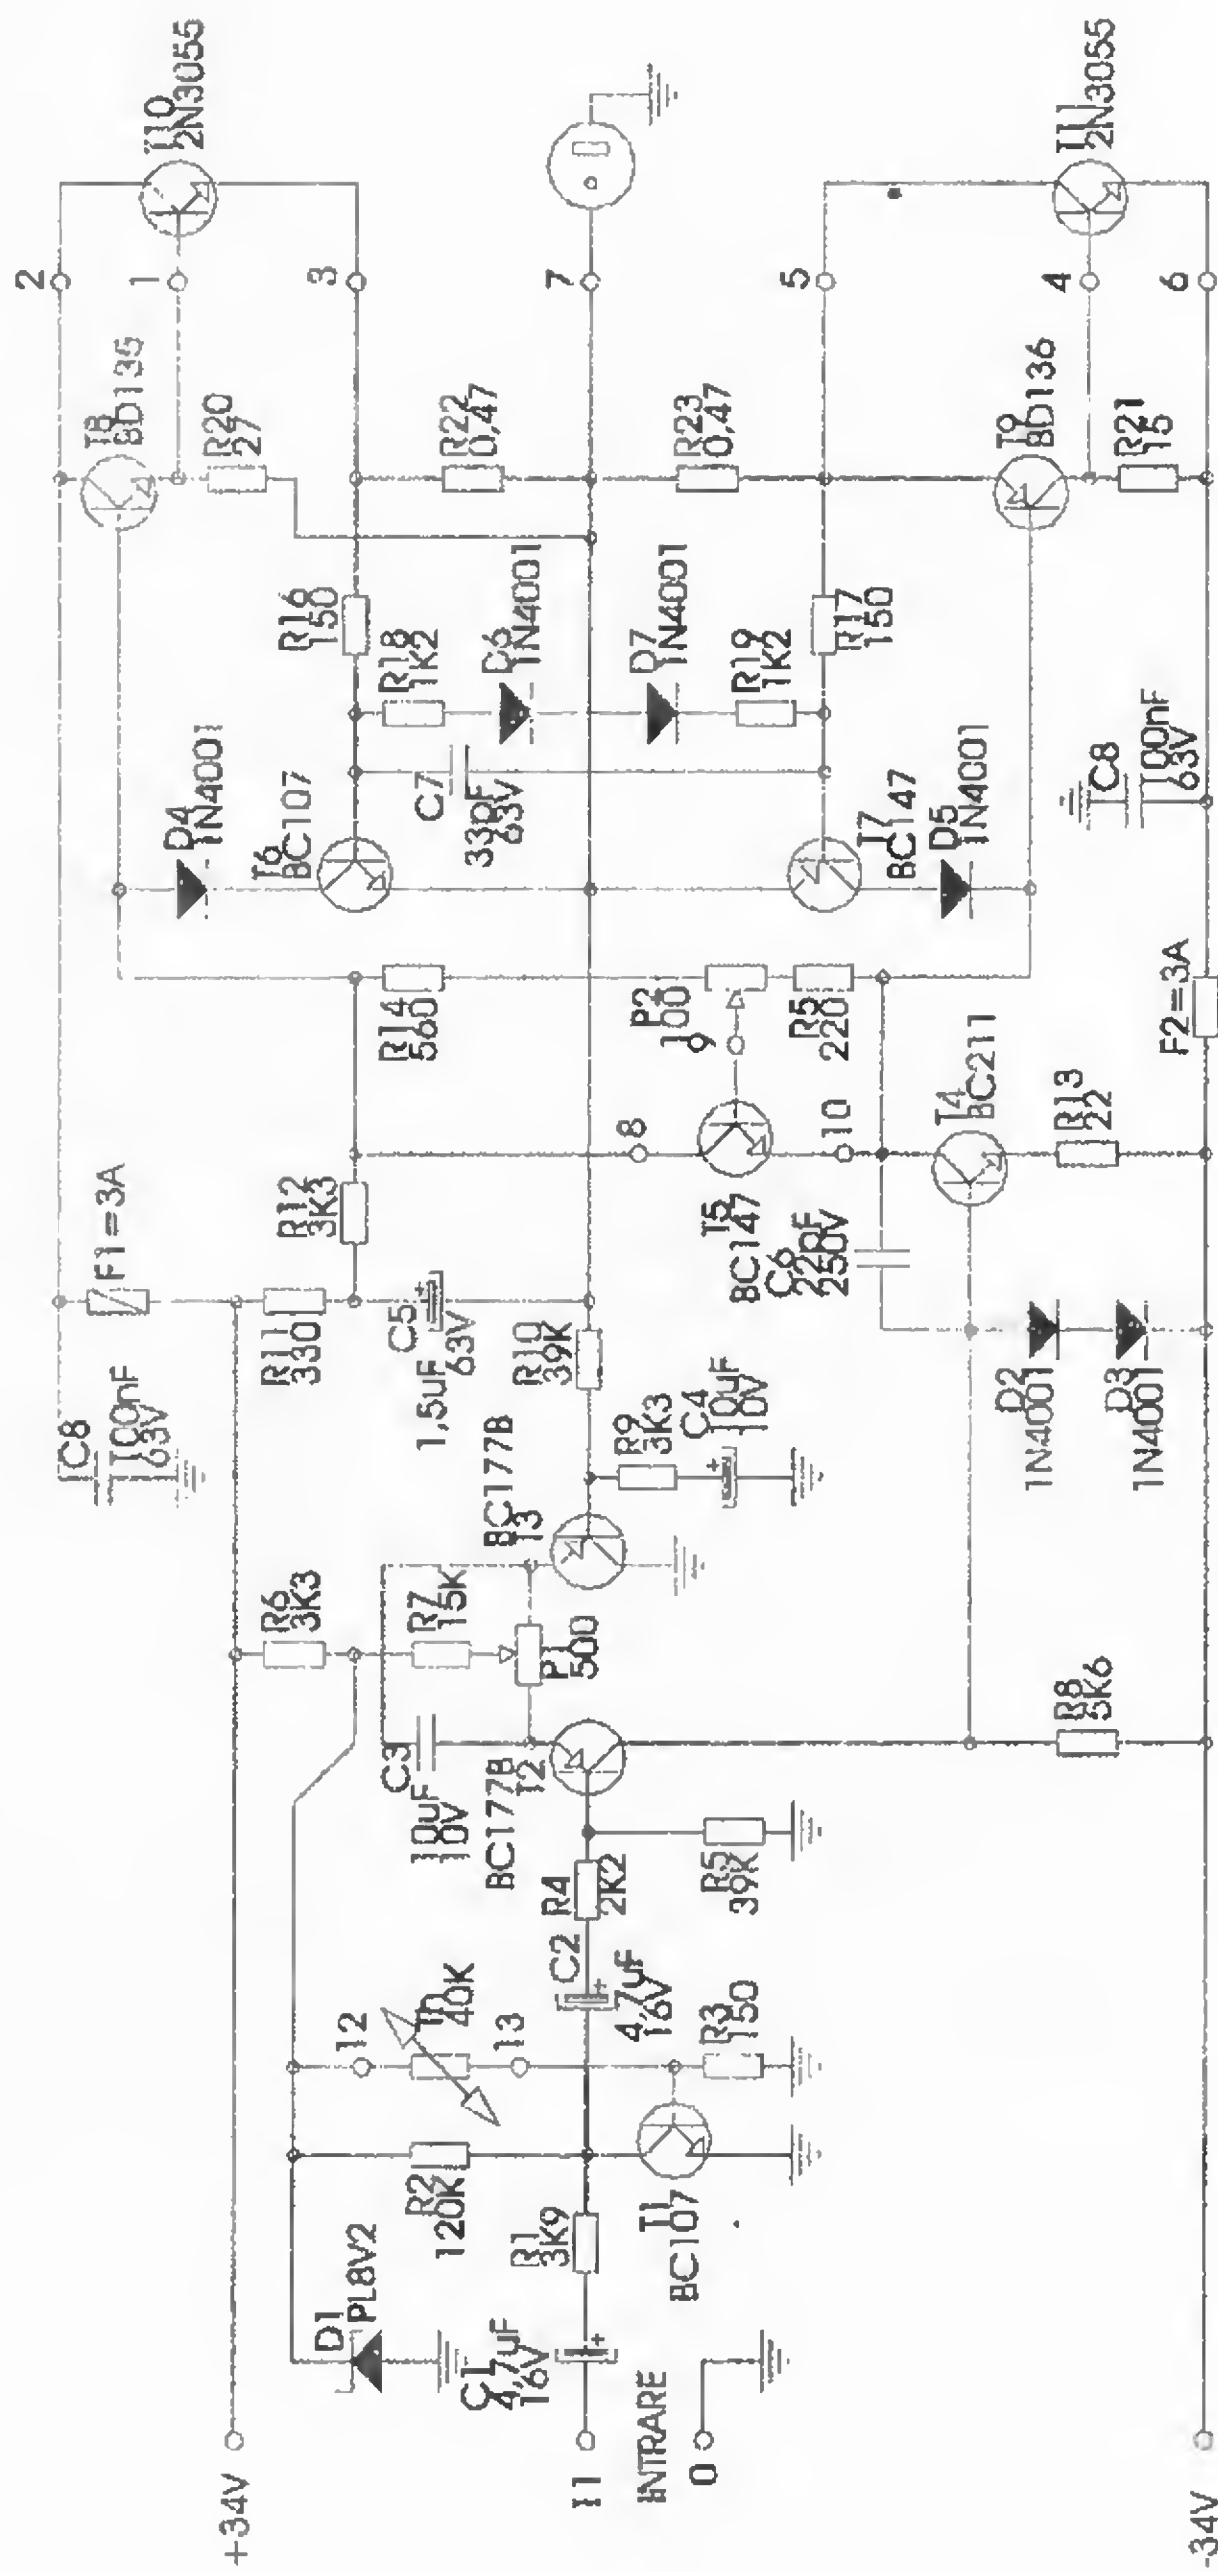 +34V
I1
INTRARE
0
-34V
D1
PL8V2
C1
4,7uF
16V
R1
3K9
R2
120K
T1
BC107
12
Th
40K
13
C2
4,7uF
16V
R3
150
R4
2K2
R5
39K
C3
10uF
10V
BC177B
T2
R6
3K3
R7
15K
P1
500
R8
5K6
BC177B
T3
C8
100nF
63V
F1=3A
R11
330
R12
3K3
C5
1,5uF
63V
R10
39K
R9
3K3
C4
10uF
10V
D2
1N4001
D3
1N4001
8
T5
BC147
C6
22pF
250V
10
T4
BC211
R13
22
R14
560
P2
100
9
R5
220
F2=3A
D4
1N4001
T6
BC107
C7
33pF
63V
T7
BC147
D5
1N4001
C8
100nF
63V
R16
150
R18
1K2
D6
1N4001
D7
1N4001
R19
1K2
R17
150
T8
BD135
R20
27
R22
0,47
R23
0,47
T9
BD136
R21
15
2
1
3
7
5
4
6
T10
2N3055
T11
2N3055